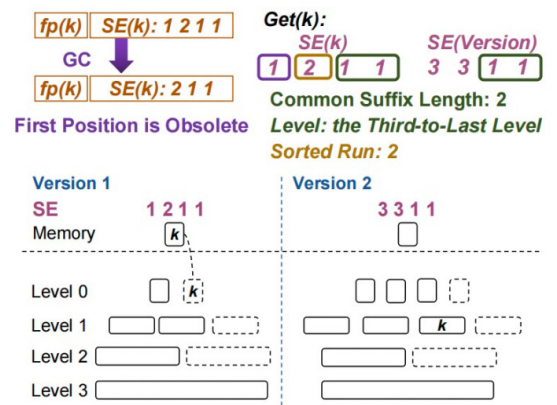 fp(k) SE(k): 1 2 1 1
GC
fp(k) SE(k): 2 1 1
First Position is Obsolete
Get(k):
SE(k) SE(Version)
1 2 1 1 3 3 1 1
Common Suffix Length: 2
Level: the Third-to-Last Level
Sorted Run: 2
Version 1 Version 2
SE 1 2 1 1 3 3 1 1
Memory k
Level 0 k
Level 1 k
Level 2
Level 3